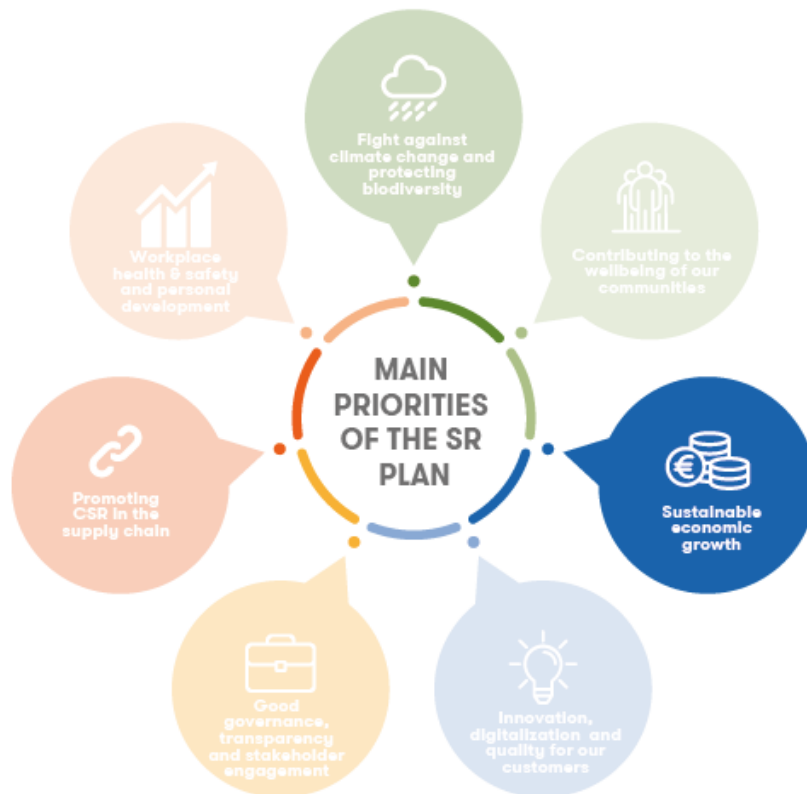 Fight against
climate change and
protecting
biodiversity
Contributing to the
wellbeing of our
communities
Sustainable
economic
growth
Innovation,
digitalization and
quality for our
customers
Good
governance,
transparency
and stakeholder
engagement
Promoting
CSR in the
supply chain
Workplace
health & safety
and personal
development
MAIN
PRIORITIES
OF THE SR
PLAN
€